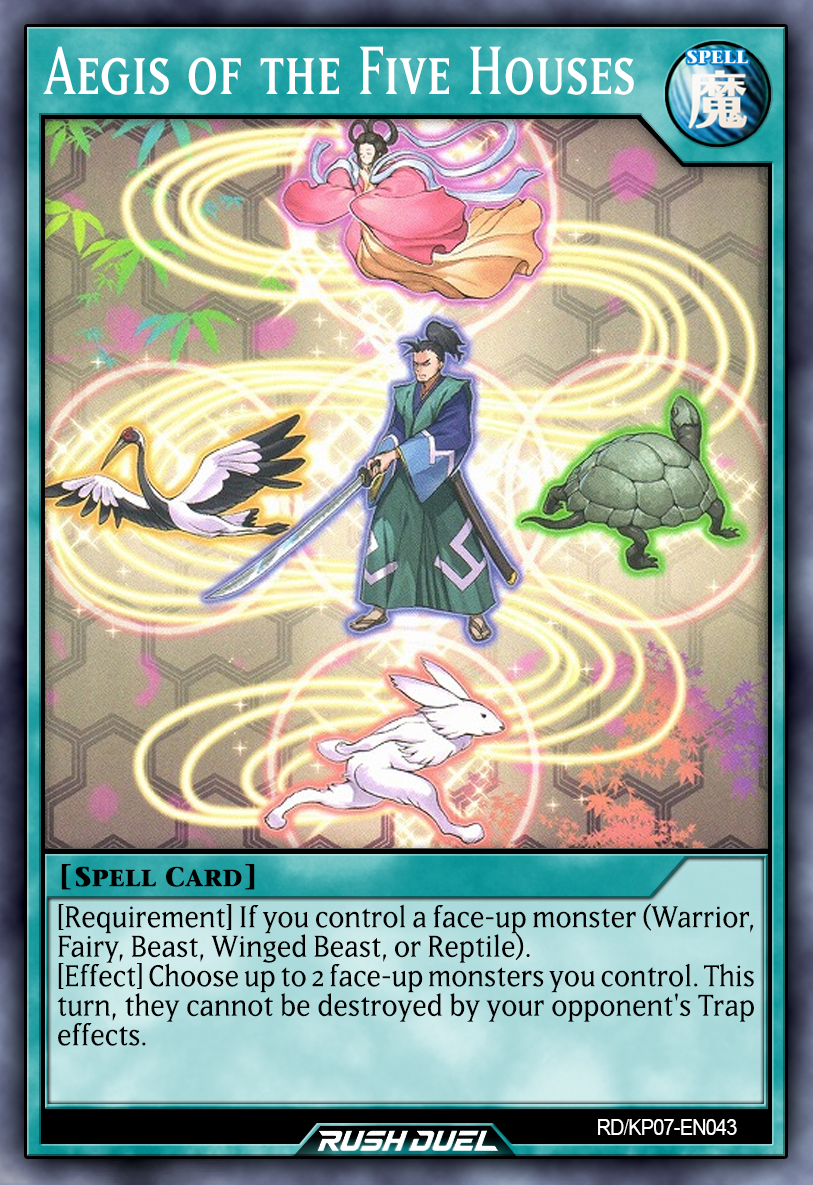 Aegis of the Five Houses
SPELL
魔
[Spell Card]
[Requirement] If you control a face-up monster (Warrior,
Fairy, Beast, Winged Beast, or Reptile).
[Effect] Choose up to 2 face-up monsters you control. This
turn, they cannot be destroyed by your opponent's Trap
effects.
RD/KP07-EN043
RUSH DUEL